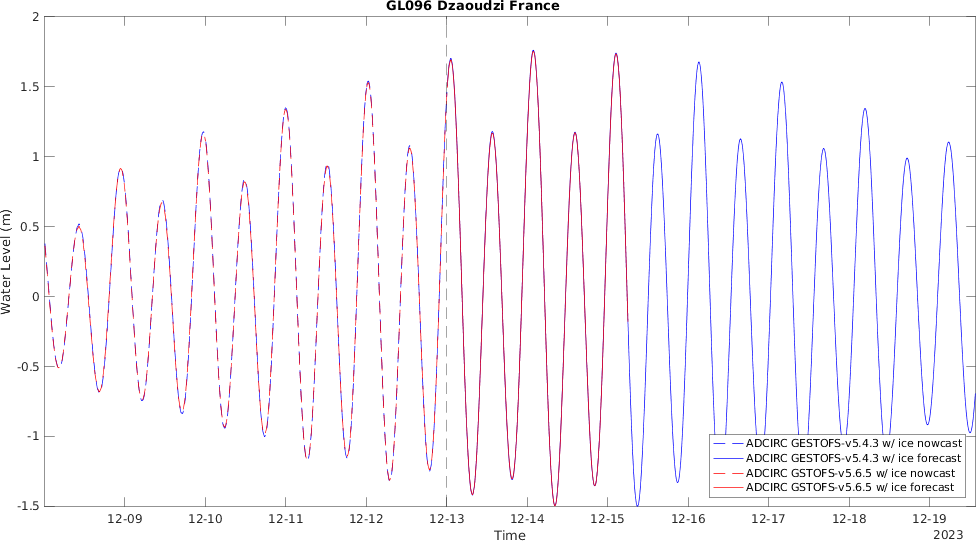 GL096 Dzaoudzi France
2
1.5
1
0.5
0
-0.5
-1
-1.5
Water Level (m)
12-09 12-10 12-11 12-12 12-13 12-14 12-15 12-16 12-17 12-18 12-19
Time
2023
ADCIRC GESTOFS-v5.4.3 w/ ice nowcast
ADCIRC GESTOFS-v5.4.3 w/ ice forecast
ADCIRC GSTOFS-v5.6.5 w/ ice nowcast
ADCIRC GSTOFS-v5.6.5 w/ ice forecast